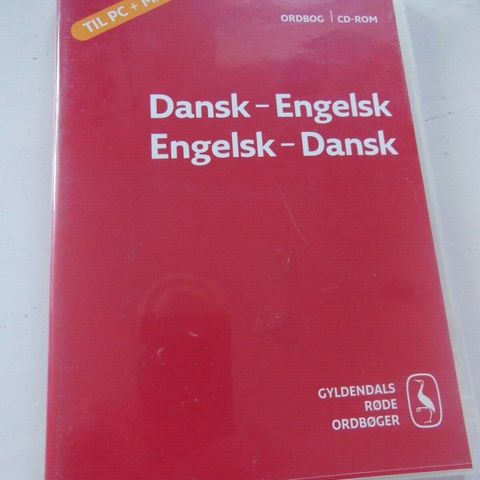 TIL PC +
ORDBOG | CD-ROM
Dansk – Engelsk
Engelsk – Dansk
GYLDENDALS
RØDE
ORDBØGER